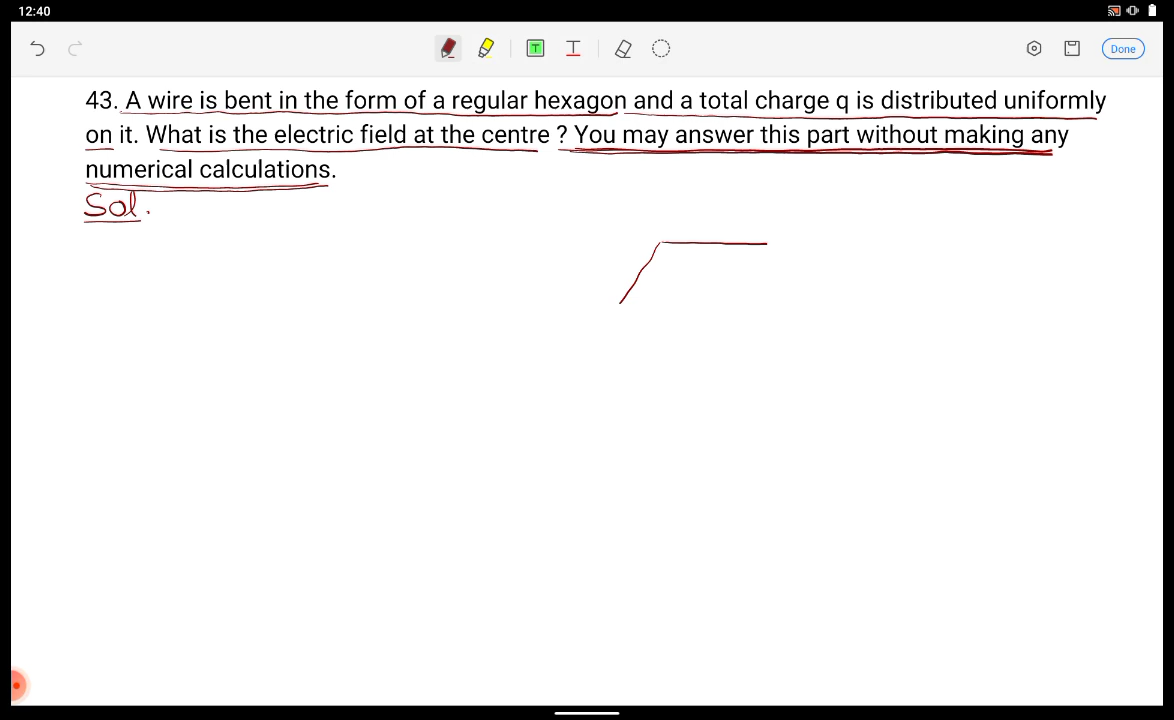 12:40
T T
Done
43. A wire is bent in the form of a regular hexagon and a total charge q is distributed uniformly
on it. What is the electric field at the centre ? You may answer this part without making any
numerical calculations.
Sol.